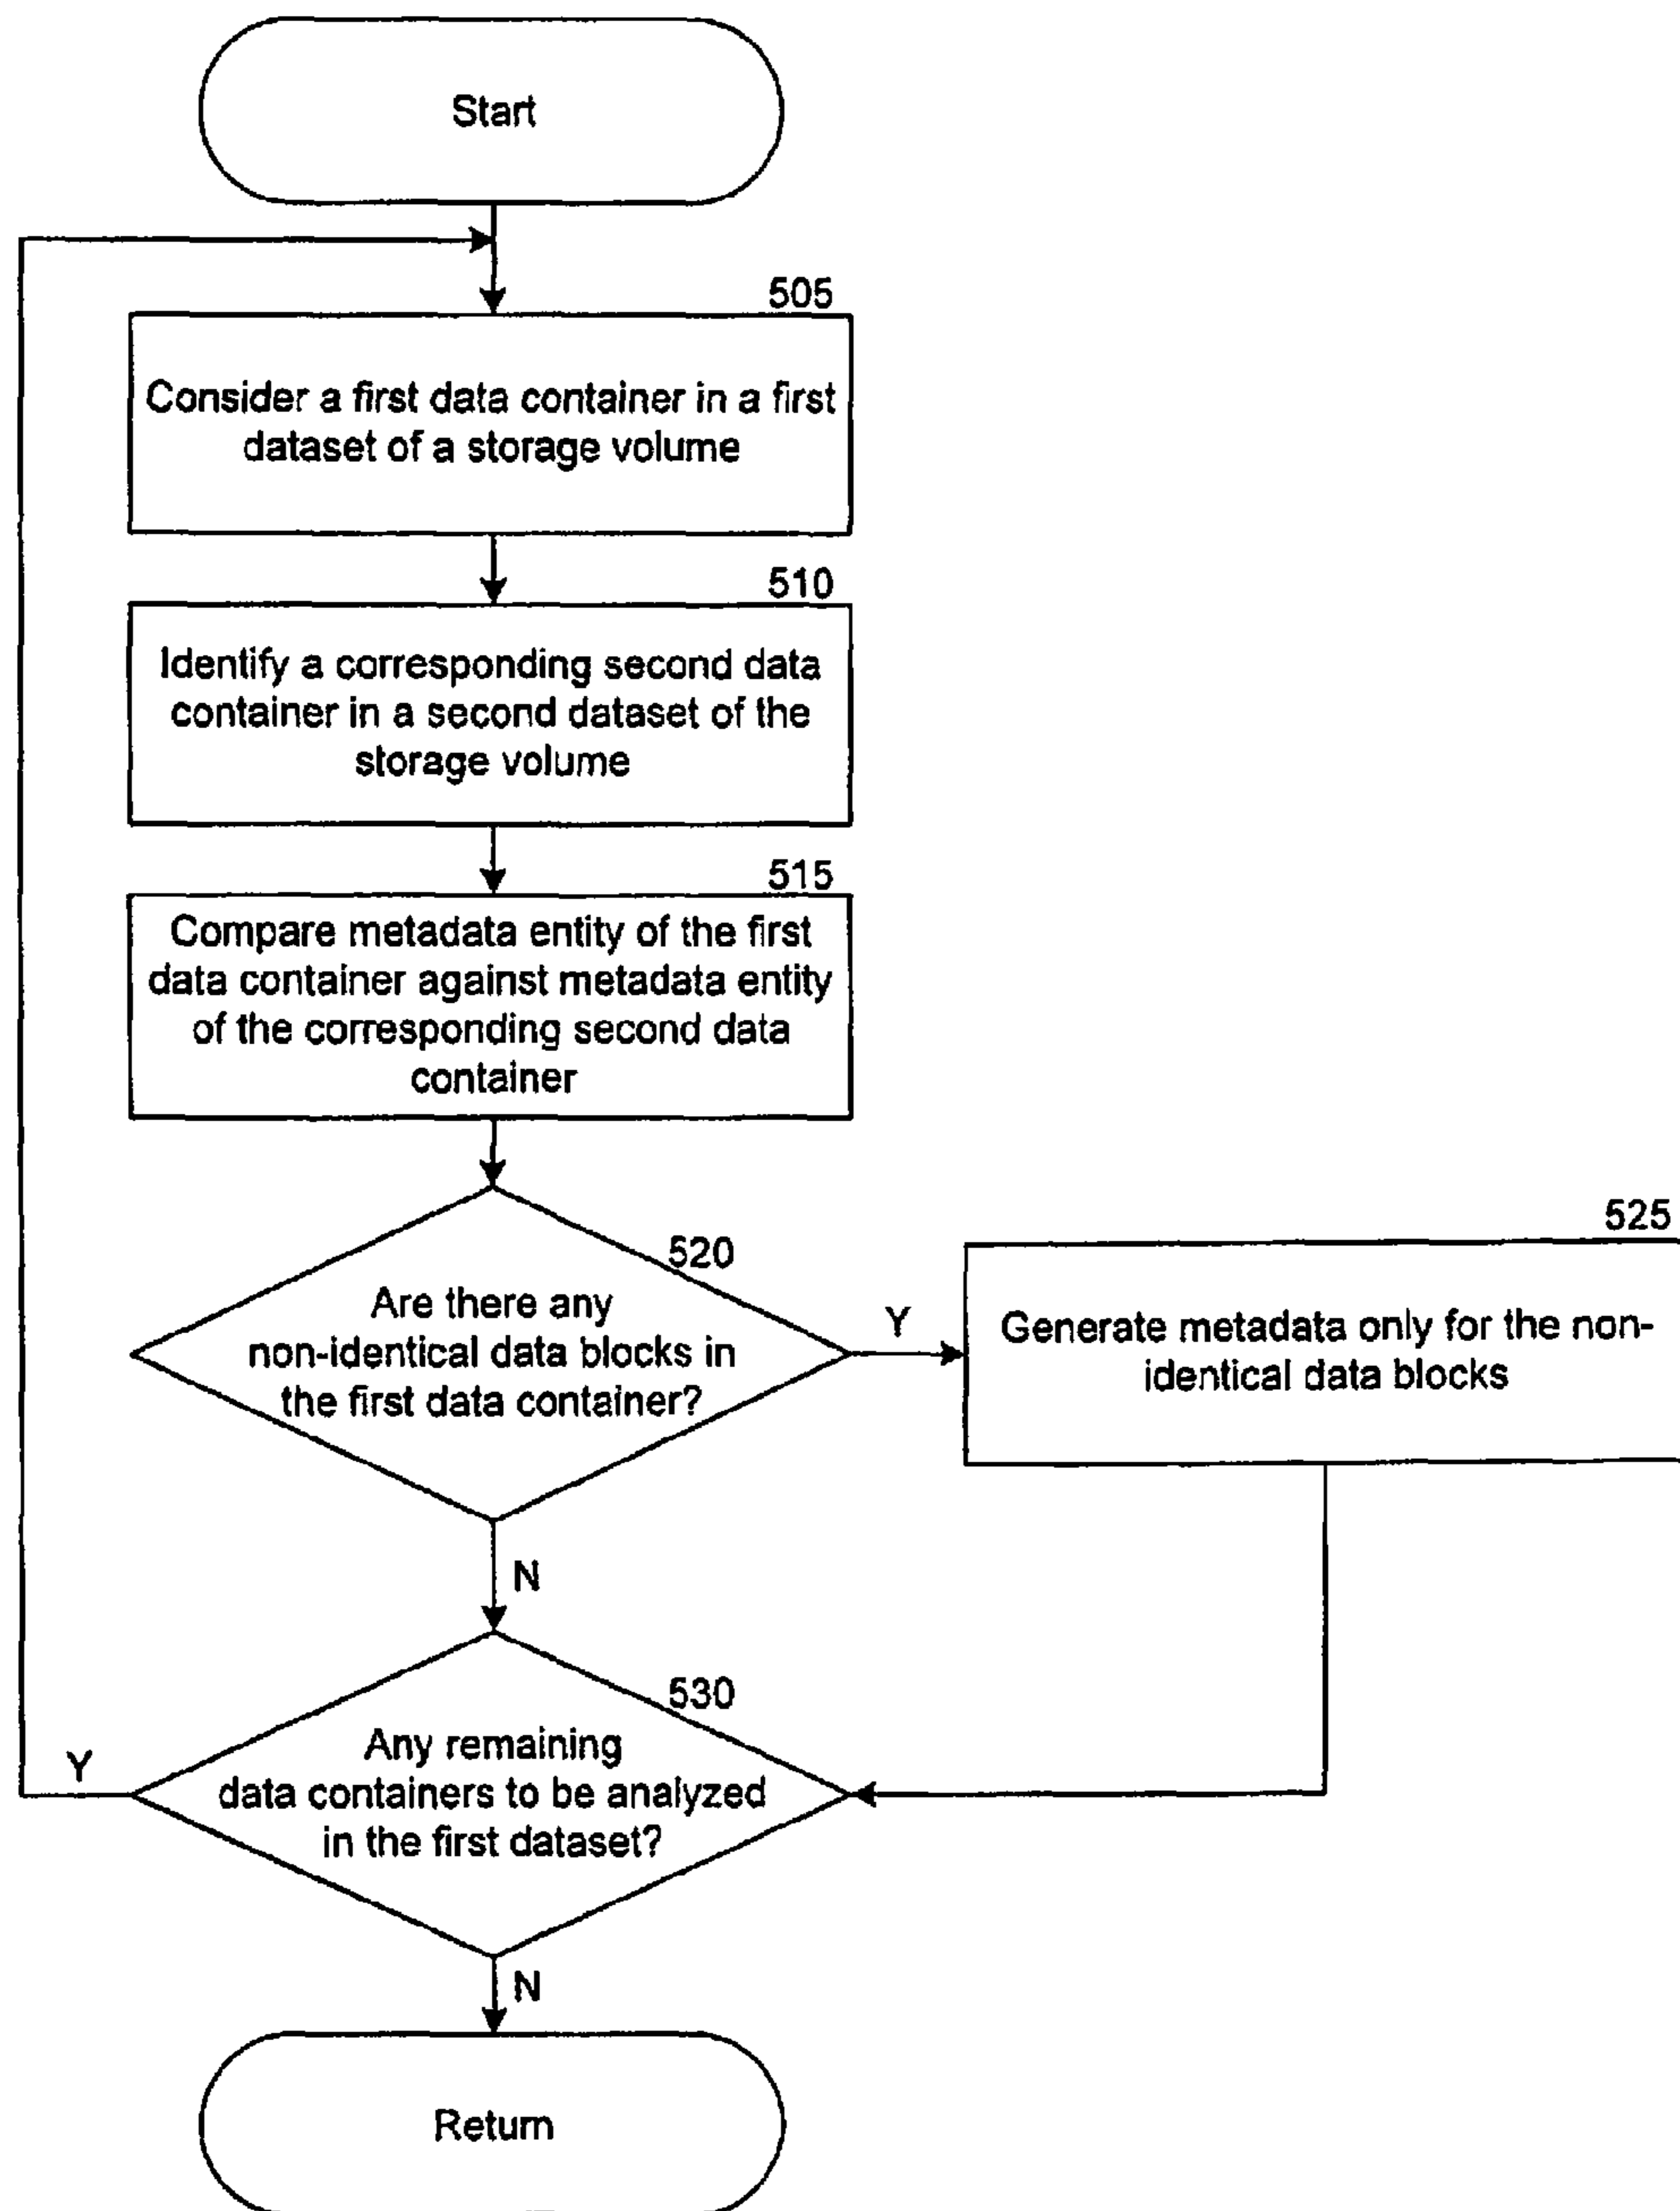 Start
505
Consider a first data container in a first
dataset of a storage volume
510
Identify a corresponding second data
container in a second dataset of the
storage volume
515
Compare metadata entity of the first
data container against metadata entity
of the corresponding second data
container
520
Are there any
non-identical data blocks in
the first data container?
Y
525
Generate metadata only for the non-
identical data blocks
N
530
Any remaining
data containers to be analyzed
in the first dataset?
Y
N
Return